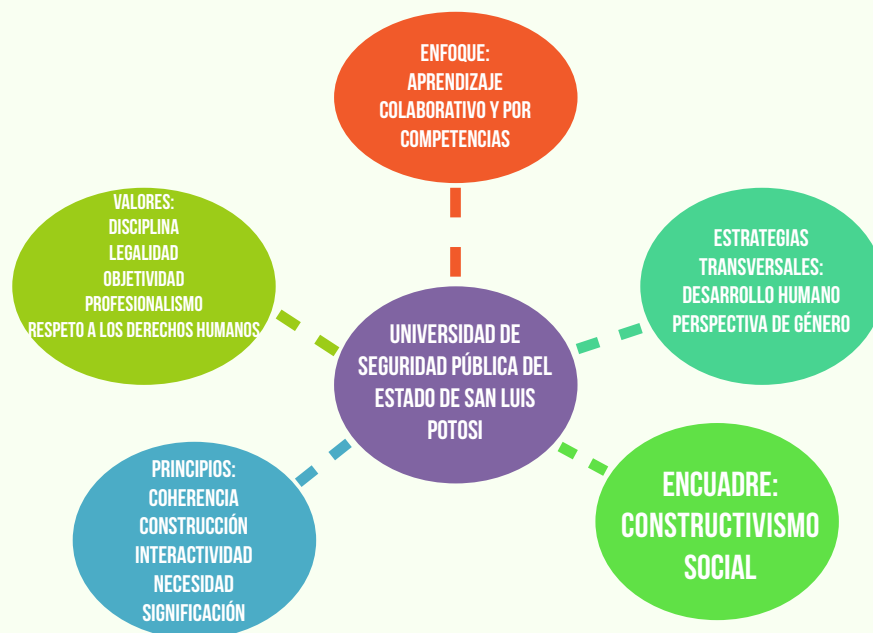 ENFOQUE:
APRENDIZAJE
COLABORATIVO Y POR
COMPETENCIAS
VALORES:
DISCIPLINA
LEGALIDAD
OBJETIVIDAD
PROFESIONALISMO
RESPETO A LOS DERECHOS HUMANOS
ESTRATEGIAS
TRANSVERSALES:
DESARROLLO HUMANO
PERSPECTIVA DE GÉNERO
UNIVERSIDAD DE
SEGURIDAD PÚBLICA DEL
ESTADO DE SAN LUIS
POTOSI
PRINCIPIOS:
COHERENCIA
CONSTRUCCIÓN
INTERACTIVIDAD
NECESIDAD
SIGNIFICACIÓN
ENCUADRE:
CONSTRUCTIVISMO
SOCIAL